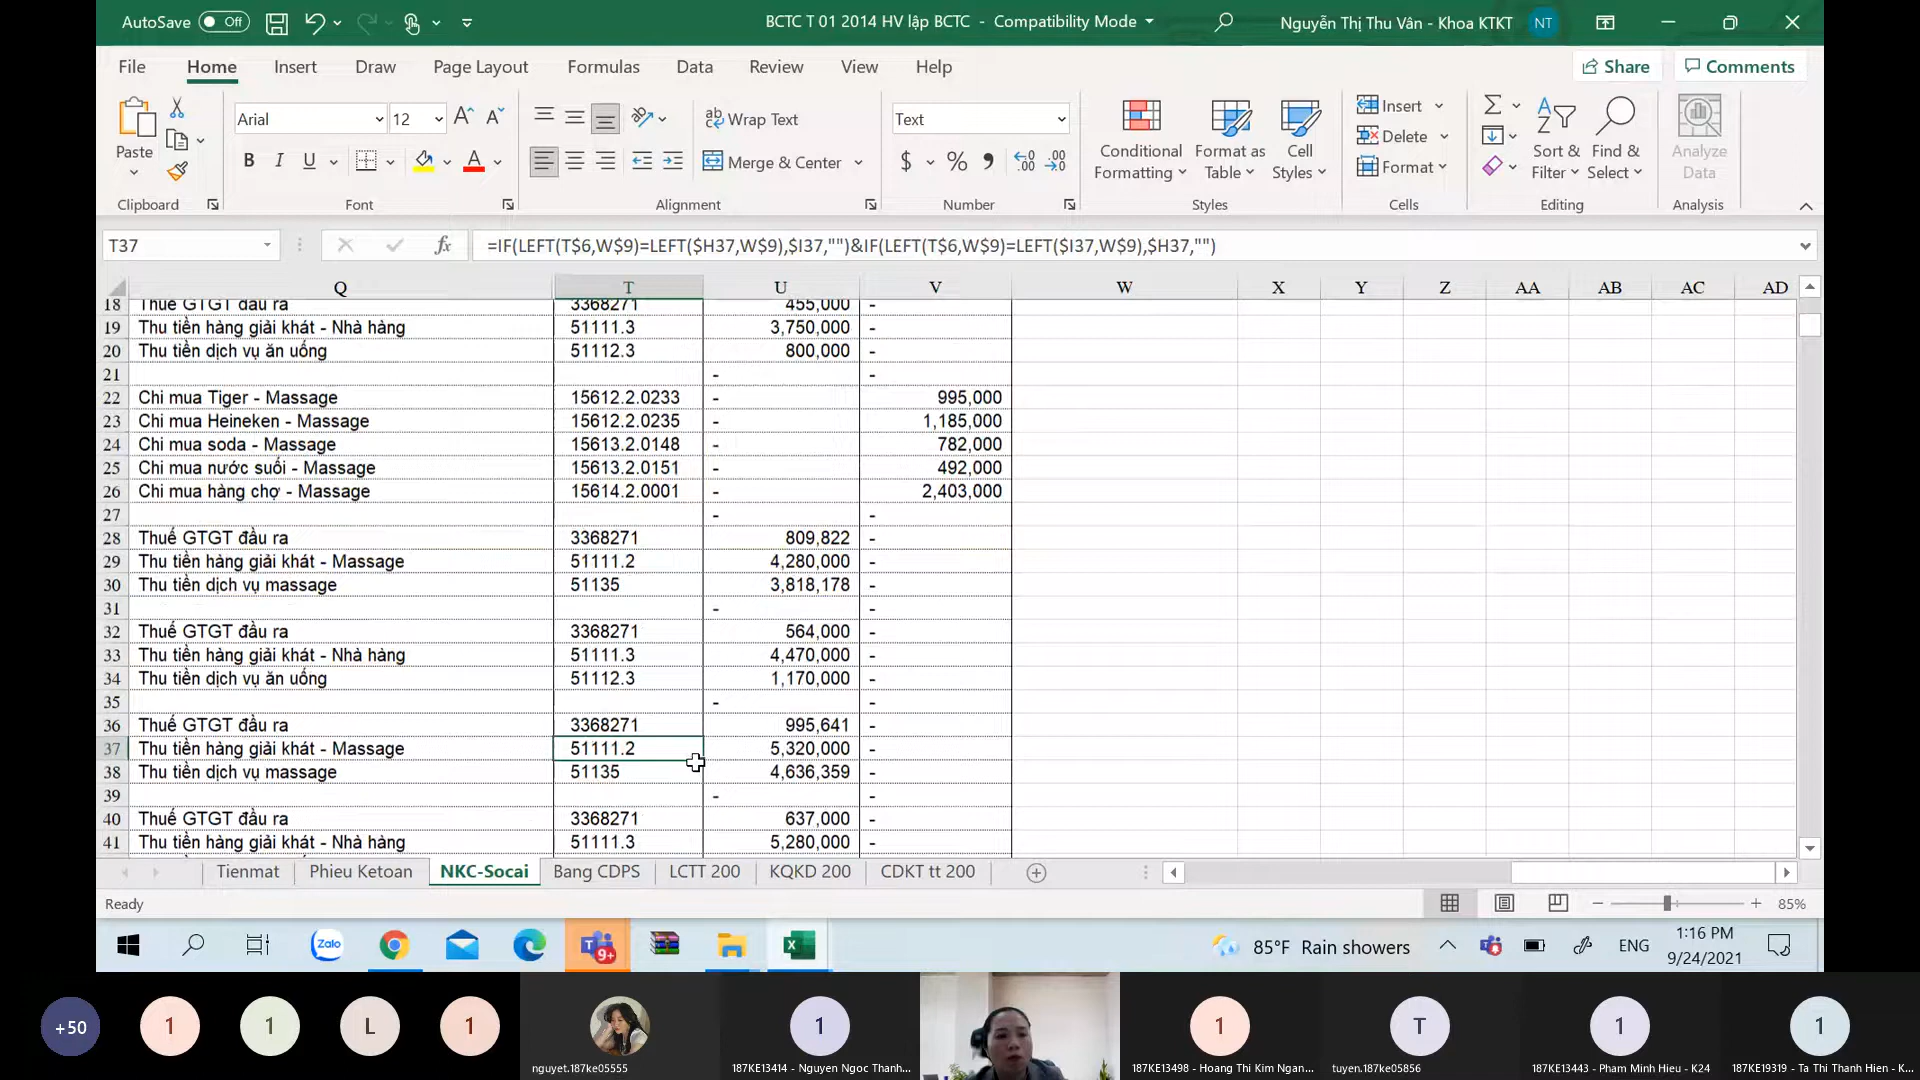 AutoSave Off BCTC T 01 2014 HV lập BCTC - Compatibility Mode Nguyễn Thị Thu Vân - Khoa KTKT NT
File Home Insert Draw Page Layout Formulas Data Review View Help Share Comments
Paste
Arial 12
Wrap Text
Text
B I U
Merge & Center
$ %
Conditional Formatting
Format as Table
Cell Styles
Insert
Delete
Format
Sort & Filter
Find & Select
Analyze Data
Clipboard Font Alignment Number Styles Cells Editing Analysis
T37 fx =IF(LEFT(T$6,W$9)=LEFT($H37,W$9),$I37,"")&IF(LEFT(T$6,W$9)=LEFT($I37,W$9),$H37,"")
Q T U V W X Y Z AA AB AC AD
18 Thuế GTGT đầu ra 3368271 455,000 -
19 Thu tiền hàng giải khát - Nhà hàng 51111.3 3,750,000 -
20 Thu tiền dịch vụ ăn uống 51112.3 800,000 -
21 - -
22 Chi mua Tiger - Massage 15612.2.0233 - 995,000
23 Chi mua Heineken - Massage 15612.2.0235 - 1,185,000
24 Chi mua soda - Massage 15613.2.0148 - 782,000
25 Chi mua nước suối - Massage 15613.2.0151 - 492,000
26 Chi mua hàng chợ - Massage 15614.2.0001 - 2,403,000
27 - -
28 Thuế GTGT đầu ra 3368271 809,822 -
29 Thu tiền hàng giải khát - Massage 51111.2 4,280,000 -
30 Thu tiền dịch vụ massage 51135 3,818,178 -
31 - -
32 Thuế GTGT đầu ra 3368271 564,000 -
33 Thu tiền hàng giải khát - Nhà hàng 51111.3 4,470,000 -
34 Thu tiền dịch vụ ăn uống 51112.3 1,170,000 -
35 - -
36 Thuế GTGT đầu ra 3368271 995,641 -
37 Thu tiền hàng giải khát - Massage 51111.2 5,320,000 -
38 Thu tiền dịch vụ massage 51135 4,636,359 -
39 - -
40 Thuế GTGT đầu ra 3368271 637,000 -
41 Thu tiền hàng giải khát - Nhà hàng 51111.3 5,280,000 -
Tienmat Phieu Ketoan NKC-Socai Bang CDPS LCTT 200 KQKD 200 CDKT tt 200
Ready 85%
Zalo 9+ 85°F Rain showers ENG 1:16 PM
9/24/2021
+50 1 1 L 1 1 1 T 1 1
nguyet.187ke05555 187KE13414 - Nguyen Ngoc Thanh... 187KE13498 - Hoang Thi Kim Ngan... tuyen.187ke05856 187KE13443 - Pham Minh Hieu - K24 187KE19319 - Ta Thi Thanh Hien - K...